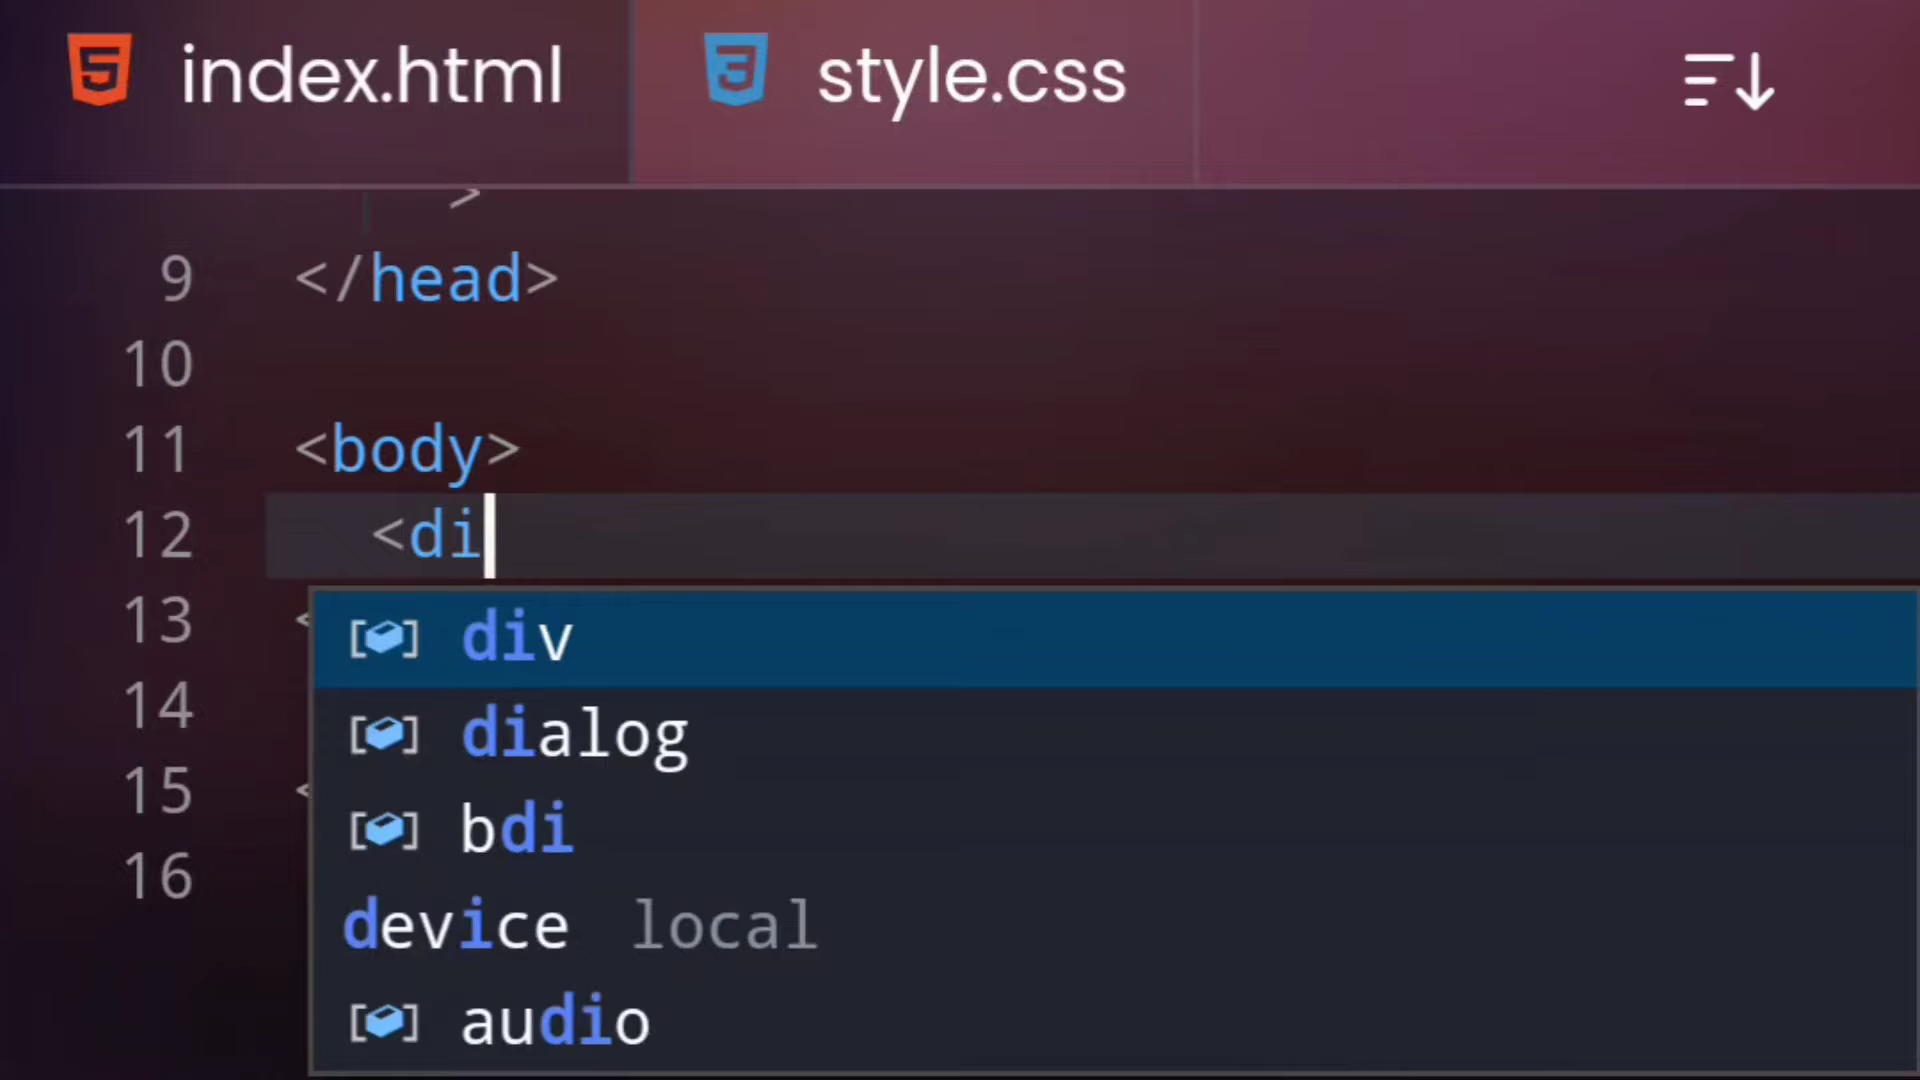 index.html
style.css
>
9 </head>
10
11 <body>
12 <di
13 <
14
15 <
16
div
dialog
bdi
device local
audio